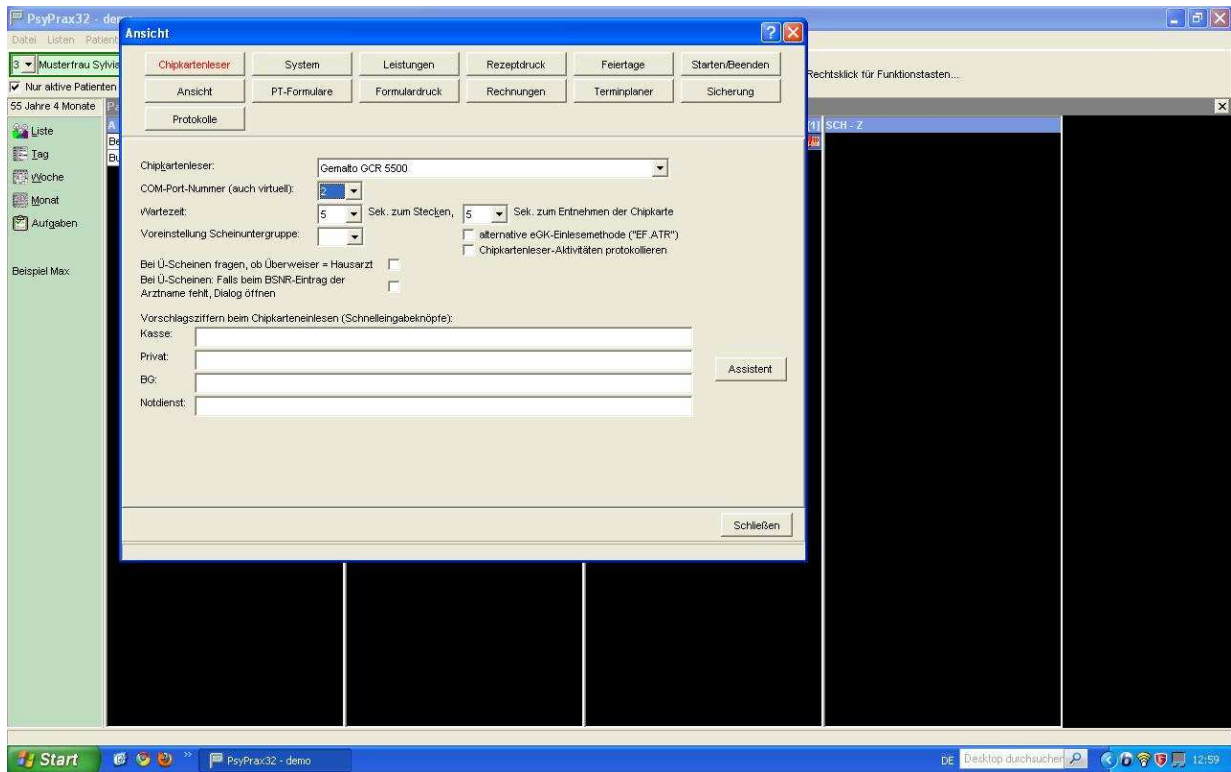 PsyPrax32 - dem
Datei Listen Patient
3 Musterfrau Sylvia
Nur aktive Patienten
55 Jahre 4 Monate
Liste
Tag
Woche
Monat
Aufgaben
Beispiel Max
Ansicht
Chipkartenleser System Leistungen Rezeptdruck Feiertage Starten/Beenden
Ansicht PT-Formulare Formulardruck Rechnungen Terminplaner Sicherung
Protokolle
Chipkartenleser: Gemalto GCR 5500
COM-Port-Nummer (auch virtuell): 2
Wartezeit: 5 Sek. zum Stecken, 5 Sek. zum Entnehmen der Chipkarte
Voreinstellung Scheinuntergruppe: alternative eGK-Einlesemethode ("EF.ATR")
Chipkartenleser-Aktivitäten protokollieren
Bei Ü-Scheinen fragen, ob Überweiser = Hausarzt
Bei Ü-Scheinen: Falls beim BSNR-Eintrag der
Arztname fehlt, Dialog öffnen
Vorschlagsziffern beim Chipkarteneinlesen (Schnelleingabeknöpfe):
Kasse:
Privat:
BG:
Notdienst:
Assistent
Schließen
Rechtsklick für Funktionstasten...
[1] SCH - Z
Start PsyPrax32 - demo DE Desktop durchsuchen 12:59